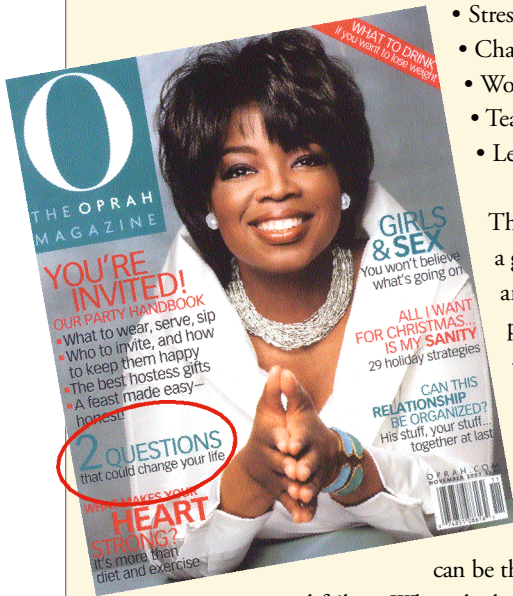 • Stres
• Cha
• Wo
• Tea
• Le
WHAT TO DRINK
if you want to lose weight
O
THE OPRAH
MAGAZINE
YOU'RE
INVITED!
OUR PARTY HANDBOOK
What to wear, serve, sip
Who to invite, and how
to keep them happy
The best hostess gifts
A feast made easy—
honest!
2 QUESTIONS
that could change your life
WHAT MAKES YOUR
HEART
STRONG?
It's more than
diet and exercise
GIRLS
& SEX
You won't believe
what's going on
ALL I WANT
FOR CHRISTMAS...
IS MY SANITY
29 holiday strategies
CAN THIS
RELATIONSHIP
BE ORGANIZED?
His stuff, your stuff...
together at last
OPRAH.COM
NOVEMBER
Th
a g
an
p
can be th